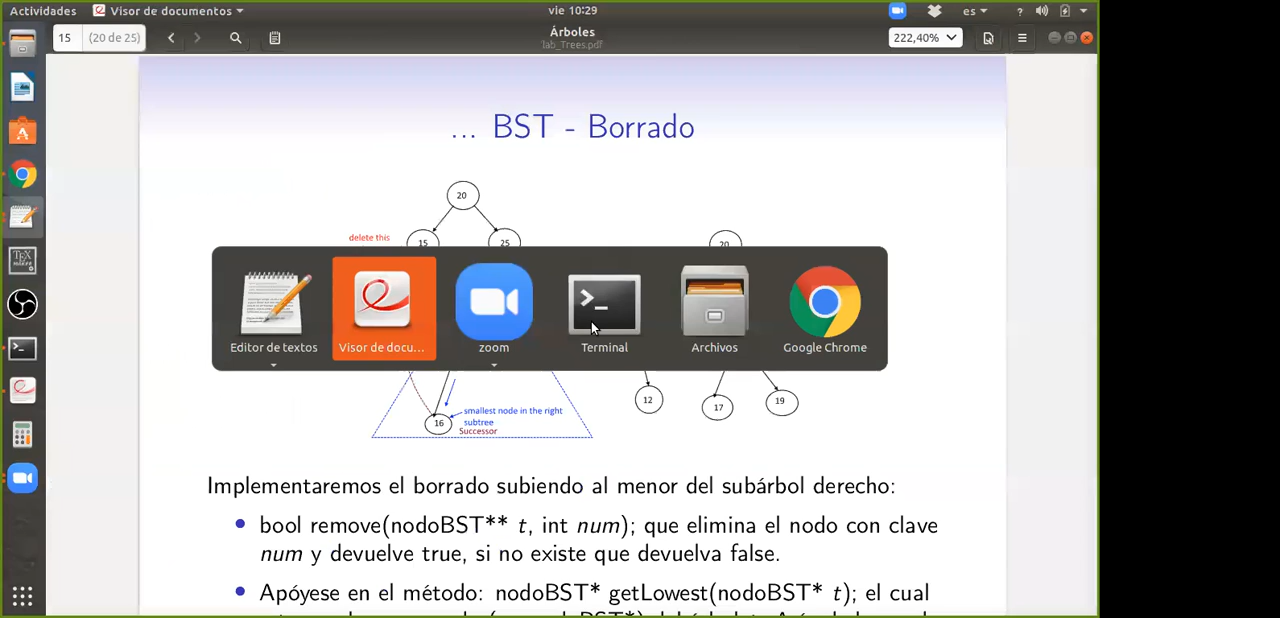 Actividades Visor de documentos vie 10:29 es ?
15 (20 de 25) Árboles 222,40%
lab_Trees.pdf
... BST - Borrado
20
delete this 15 25 20
Editor de textos Visor de docu... zoom Terminal Archivos Google Chrome
12 17 19
16 smallest node in the right
subtree
Successor
Implementaremos el borrado subiendo al menor del subárbol derecho:
• bool remove(nodoBST** t, int num); que elimina el nodo con clave
num y devuelve true, si no existe que devuelva false.
• Apóyese en el método: nodoBST* getLowest(nodoBST* t); el cual